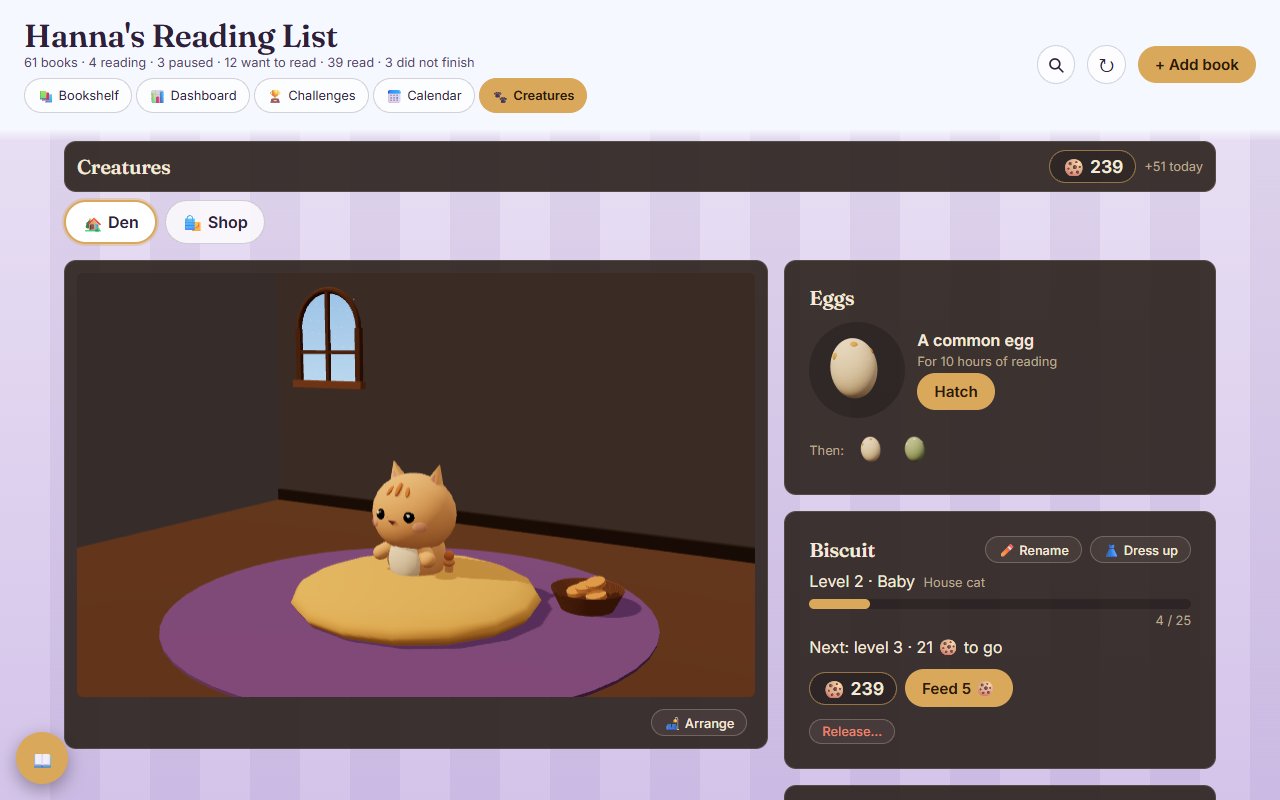 Hanna's Reading List
61 books · 4 reading · 3 paused · 12 want to read · 39 read · 3 did not finish
Bookshelf
Dashboard
Challenges
Calendar
Creatures
+ Add book
Creatures
239
+51 today
Den
Shop
Eggs
A common egg
For 10 hours of reading
Hatch
Then:
Biscuit
Rename
Dress up
Level 2 · Baby House cat
4 / 25
Next: level 3 · 21 to go
239
Feed 5
Release...
Arrange